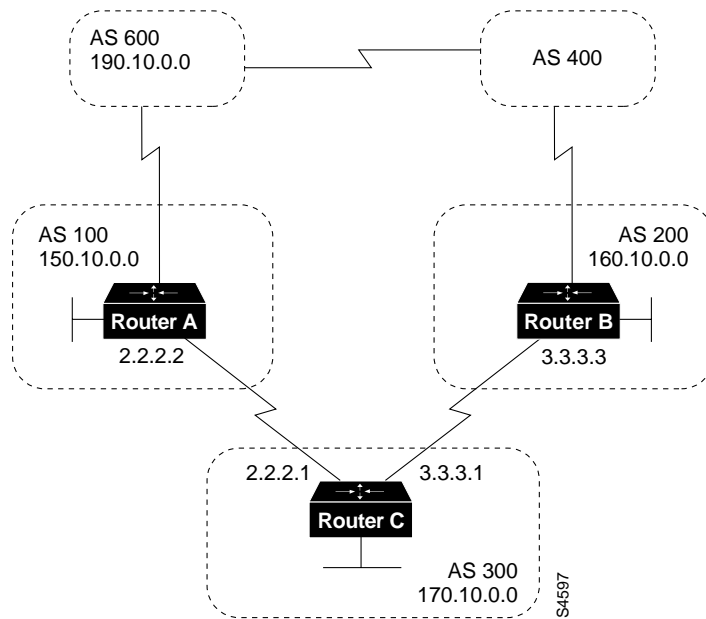 AS 600
190.10.0.0
AS 400
AS 100
150.10.0.0
AS 200
160.10.0.0
Router A
Router B
2.2.2.2
3.3.3.3
2.2.2.1
3.3.3.1
Router C
AS 300
170.10.0.0
S4597